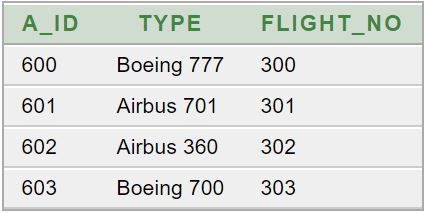 A_ID TYPE FLIGHT_NO
600 Boeing 777 300
601 Airbus 701 301
602 Airbus 360 302
603 Boeing 700 303